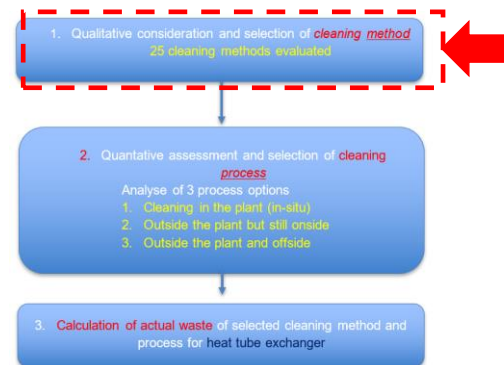 1. Qualitative consideration and selection of cleaning method
25 cleaning methods evaluated
2. Quantative assessment and selection of cleaning
process
Analyse of 3 process options
1. Cleaning in the plant (in-situ)
2. Outside the plant but still onside
3. Outside the plant and offside
3. Calculation of actual waste of selected cleaning method and
process for heat tube exchanger